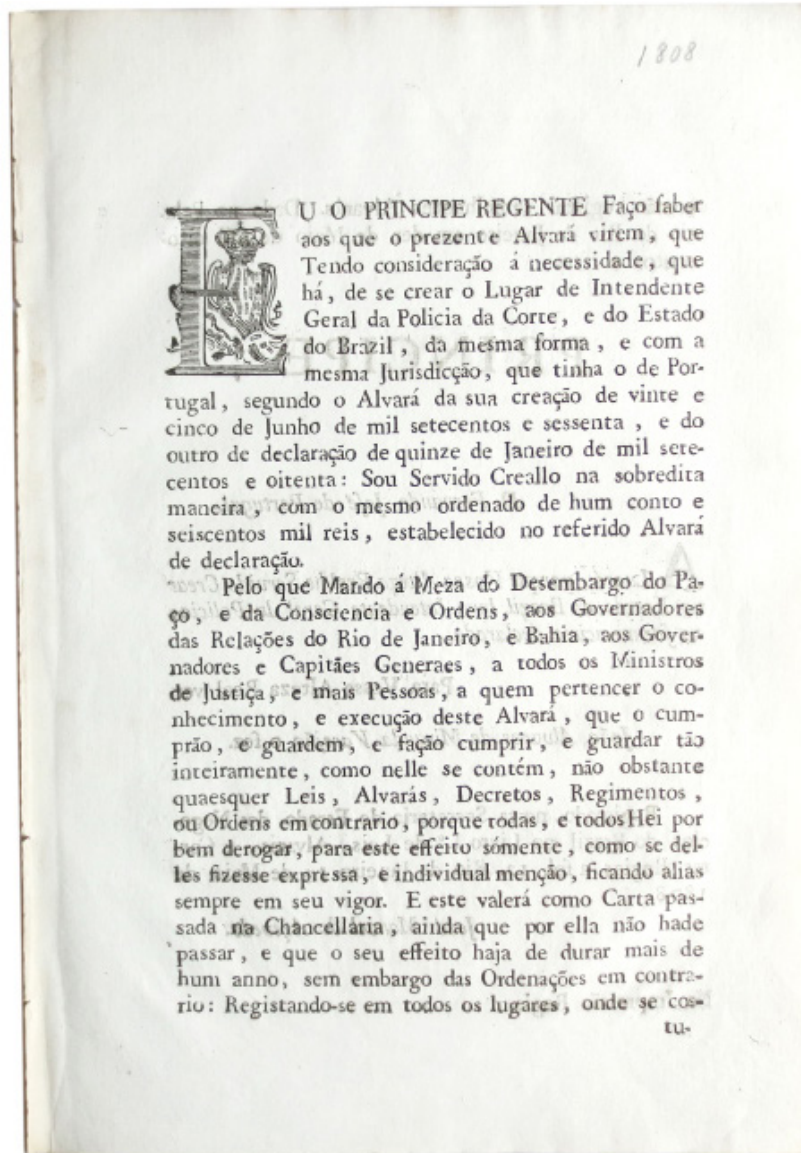 1808
EU O PRINCIPE REGENTE Faço saber
aos que o prezente Alvará virem, que
Tendo consideração á necessidade, que
há, de se crear o Lugar de Intendente
Geral da Policia da Corte, e do Estado
do Brazil, da mesma forma, e com a
mesma Jurisdicção, que tinha o de Por-
tugal, segundo o Alvará da sua creação de vinte e
cinco de Junho de mil setecentos e sessenta, e do
outro de declaração de quinze de Janeiro de mil sete-
centos e oitenta: Sou Servido Creallo na sobredita
maneira, com o mesmo ordenado de hum conto e
seiscentos mil reis, estabelecido no referido Alvará
de declaração.
Pelo que Mando á Meza do Desembargo do Pa-
ço, e da Consciencia e Ordens, aos Governadores
das Relações do Rio de Janeiro, e Bahia, aos Gover-
nadores e Capitães Generaes, a todos os Ministros
de Justiça, e mais Pessoas, a quem pertencer o co-
nhecimento, e execução deste Alvará, que o cum-
prão, e guardem, e fação cumprir, e guardar tão
inteiramente, como nelle se contém, não obstante
quaesquer Leis, Alvarás, Decretos, Regimentos,
ou Ordens em contrario, porque todas, e todos Hei por
bem derogar, para este effeito sómente, como se del-
les fizesse expressa, e individual menção, ficando alias
sempre em seu vigor. E este valerá como Carta pas-
sada na Chancellaria, ainda que por ella não hade
passar, e que o seu effeito haja de durar mais de
hum anno, sem embargo das Ordenações em contra-
rio: Registando-se em todos os lugares, onde se cos-
tu-